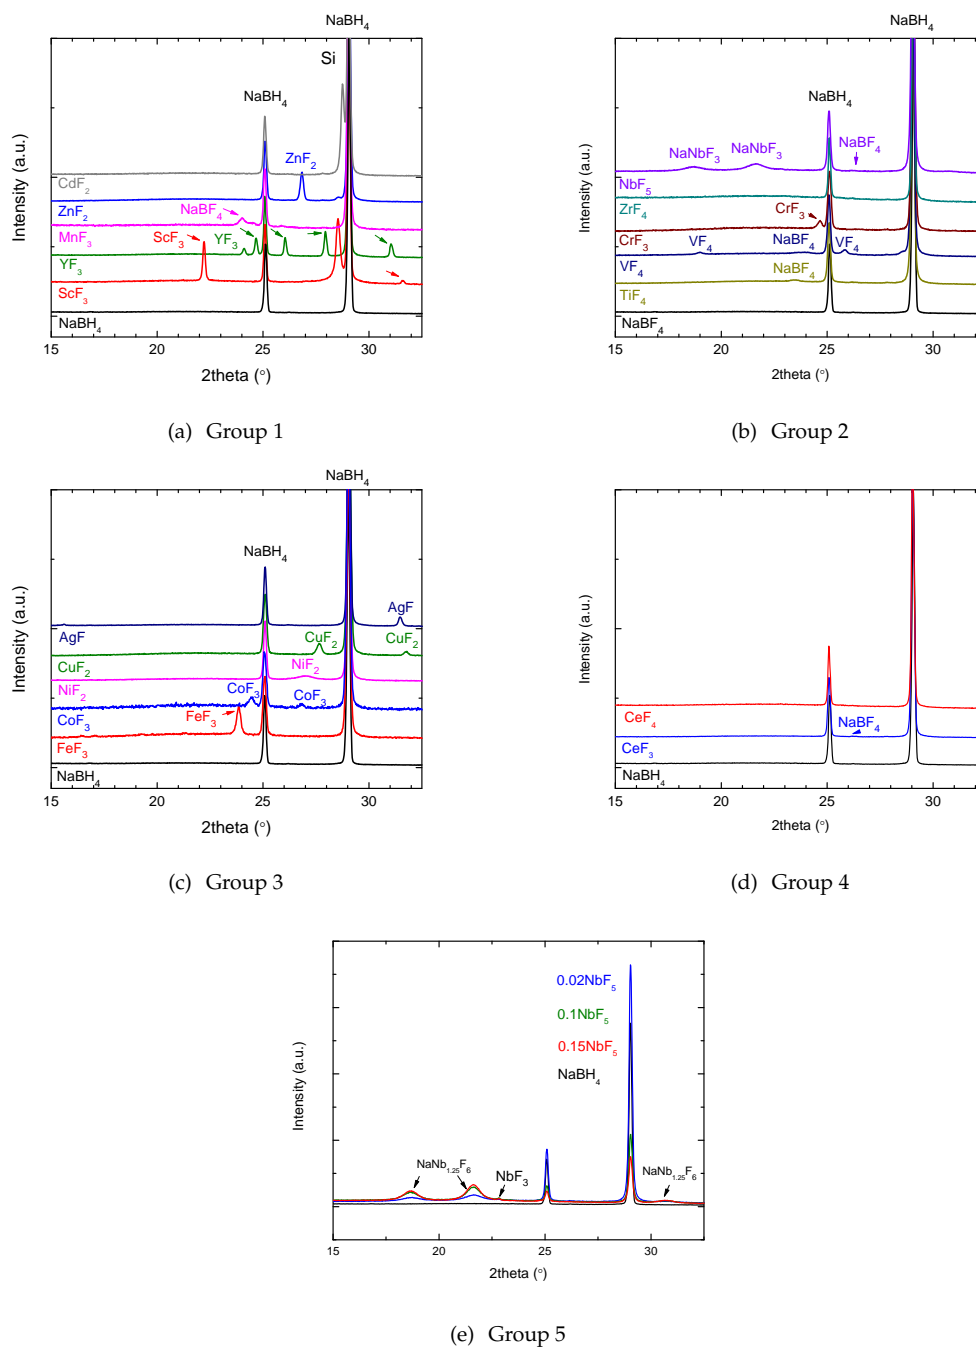 NaBH4
Si
NaBH4
ZnF2
CdF2
ZnF2
NaBF4
MnF3
ScF3
YF3
YF3
ScF3
NaBH4
Intensity (a.u.)
15 20 25 30
2theta (°)
(a) Group 1
NaBH4
NaBH4
NaNbF3 NaNbF3 NaBF4
NbF5
ZrF4
CrF3
CrF3
VF4 NaBF4 VF4
VF4
NaBF4
TiF4
NaBF4
Intensity (a.u.)
15 20 25 30
2theta (°)
(b) Group 2
NaBH4
NaBH4
AgF
AgF
CuF2 CuF2
CuF2
NiF2
NiF2
CoF3 CoF3
CoF3
FeF3
FeF3
NaBH4
Intensity (a.u.)
15 20 25 30
2theta (°)
(c) Group 3
CeF4
NaBF4
CeF3
NaBH4
Intensity (a.u.)
15 20 25 30
2theta (°)
(d) Group 4
0.02NbF5
0.1NbF5
0.15NbF5
NaBH4
NaNb1.25F6
NbF3
NaNb1.25F6
Intensity (a.u.)
15 20 25 30
2theta (°)
(e) Group 5